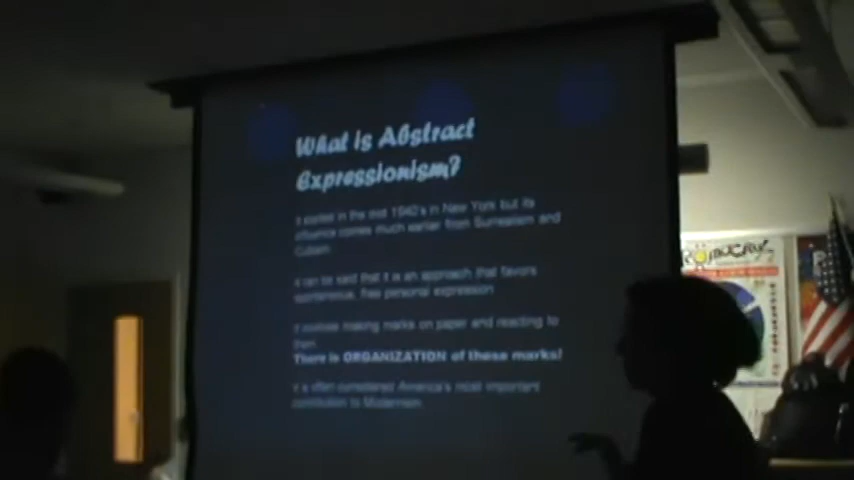 What is Abstract
Expressionism?
It started in the mid 1940's in New York but its
influence comes much earlier from Surrealism and
Cubism
It can be said that it is an approach that favors
spontaneous, free personal expression
It involves making marks on paper and reacting to
them
There is ORGANIZATION of these marks!
It is often considered America's most important
contribution to Modernism